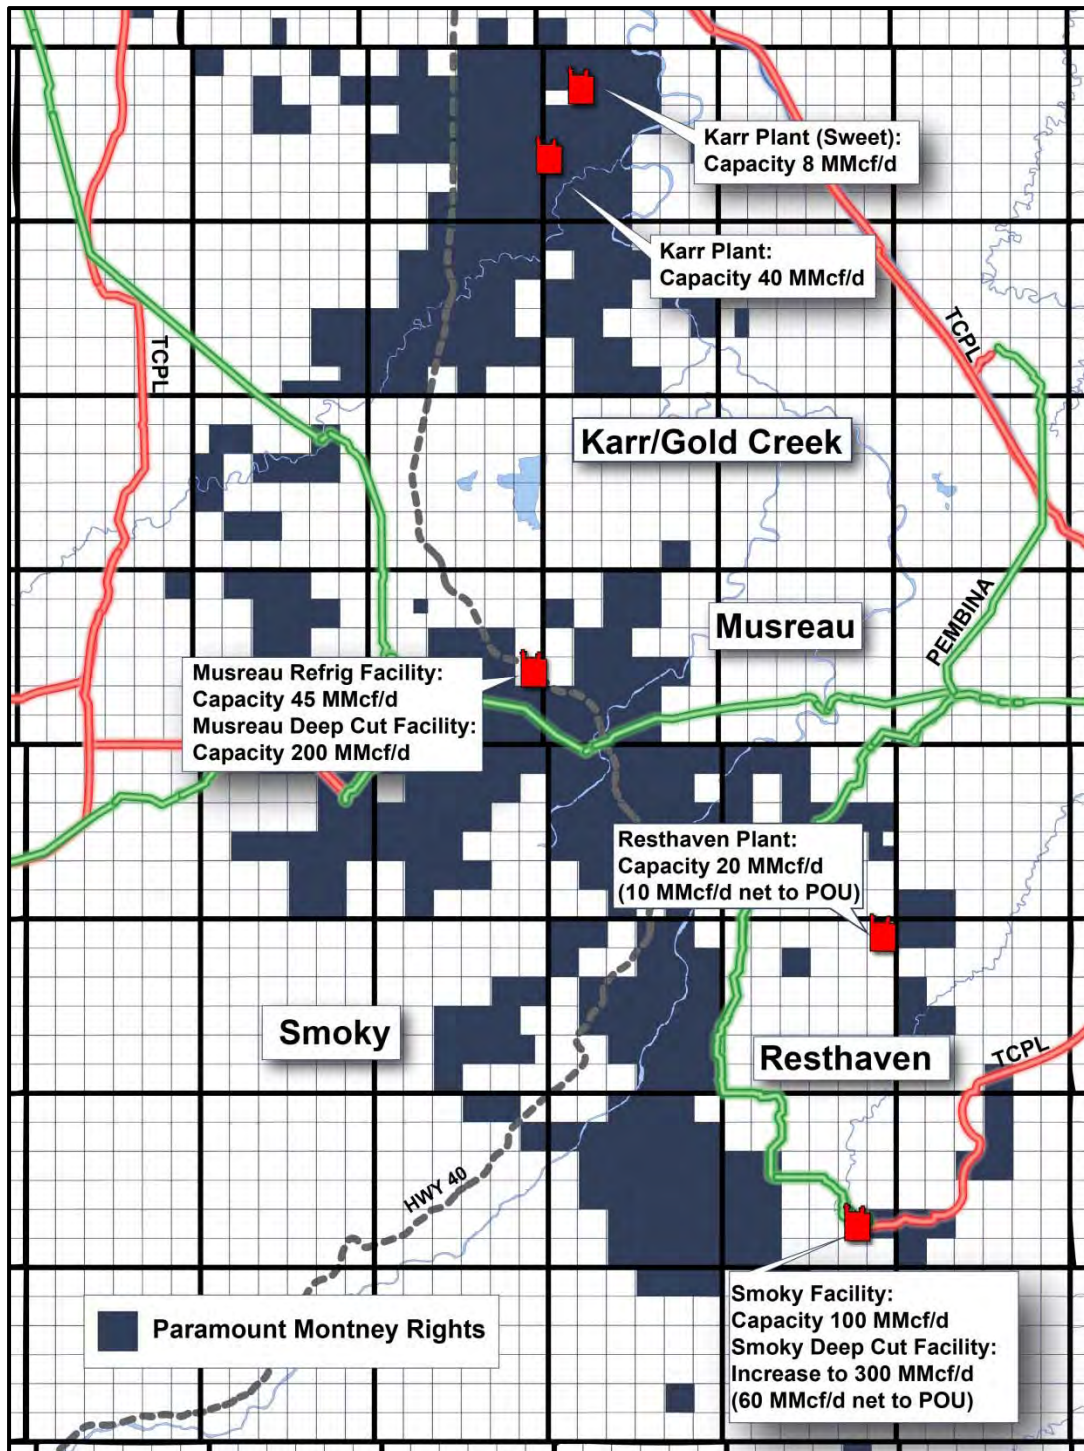 Karr Plant (Sweet):
Capacity 8 MMcf/d
Karr Plant:
Capacity 40 MMcf/d
TCPL
TCPL
Karr/Gold Creek
PEMBINA
Musreau
Musreau Refrig Facility:
Capacity 45 MMcf/d
Musreau Deep Cut Facility:
Capacity 200 MMcf/d
Resthaven Plant:
Capacity 20 MMcf/d
(10 MMcf/d net to POU)
Smoky
Resthaven
TCPL
HWY 40
Smoky Facility:
Capacity 100 MMcf/d
Smoky Deep Cut Facility:
Increase to 300 MMcf/d
(60 MMcf/d net to POU)
Paramount Montney Rights